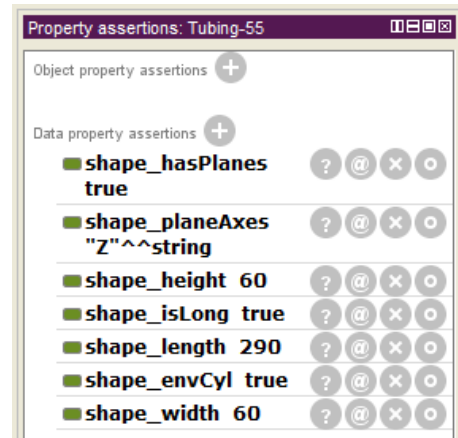 Property assertions: Tubing-55
Object property assertions
Data property assertions
shape_hasPlanes
true
shape_planeAxes
"Z"^^string
shape_height 60
shape_isLong true
shape_length 290
shape_envCyl true
shape_width 60